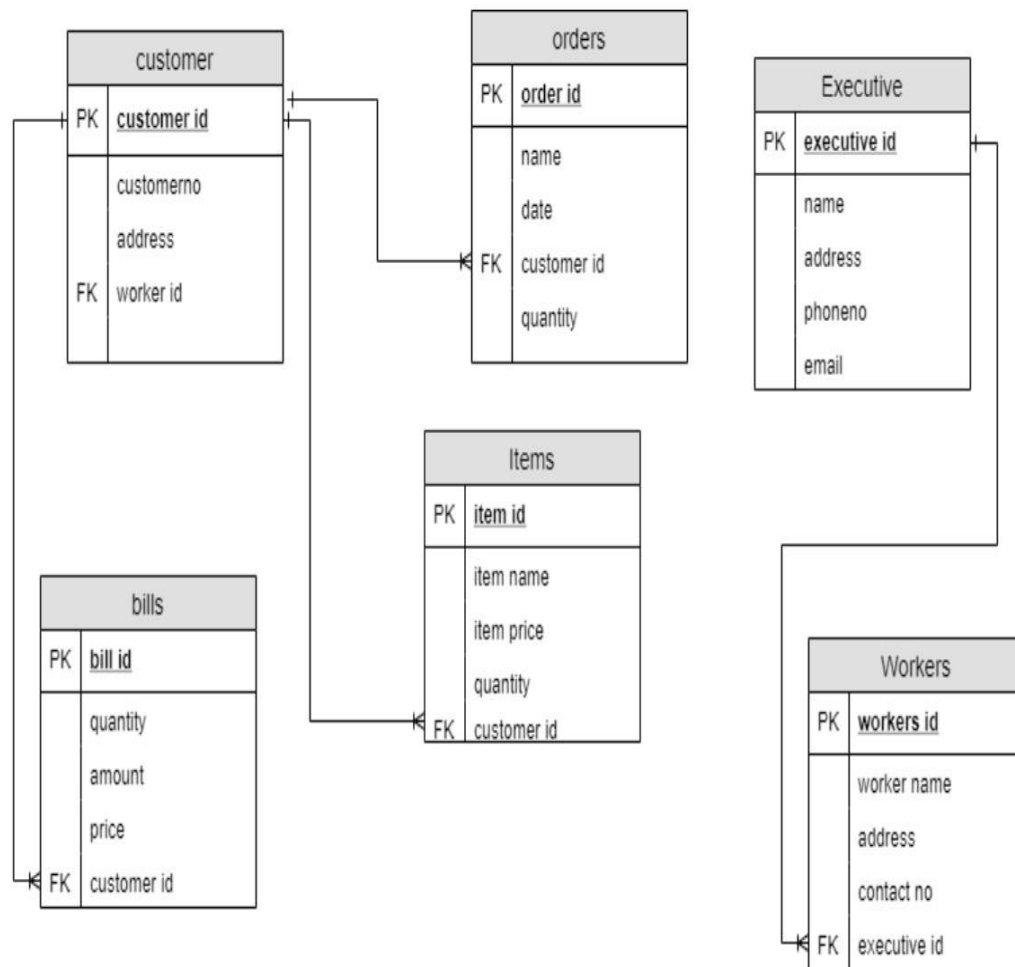 customer
PK customer id
customerno
address
FK worker id
orders
PK order id
name
date
FK customer id
quantity
Executive
PK executive id
name
address
phoneno
email
Items
PK item id
item name
item price
quantity
FK customer id
bills
PK bill id
quantity
amount
price
FK customer id
Workers
PK workers id
worker name
address
contact no
FK executive id